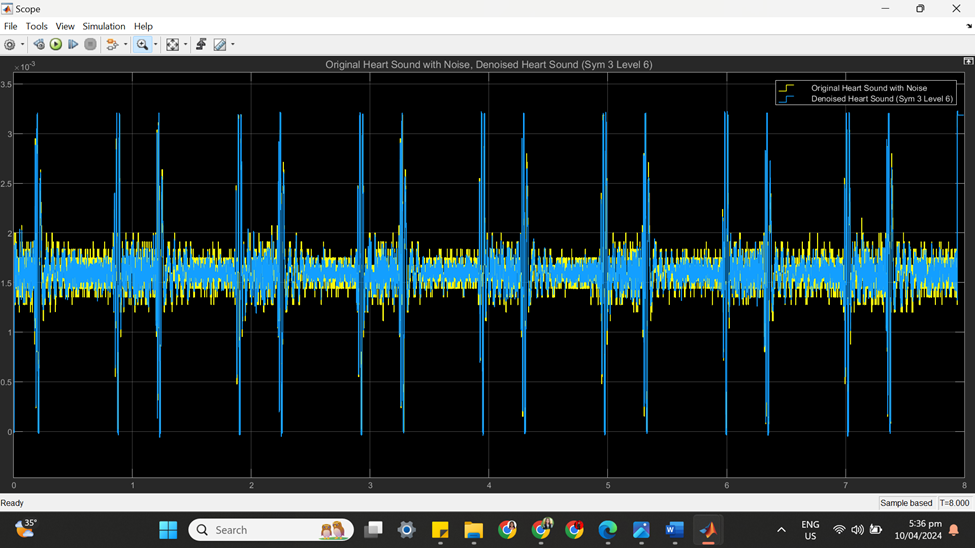 Scope
File Tools View Simulation Help
×10⁻³
Original Heart Sound with Noise, Denoised Heart Sound (Sym 3 Level 6)
Original Heart Sound with Noise
Denoised Heart Sound (Sym 3 Level 6)
3.5
3
2.5
2
1.5
1
0.5
0
0 1 2 3 4 5 6 7 8
Ready
Sample based T=8.000
35°
Search
ENG
US
5:36 pm
10/04/2024